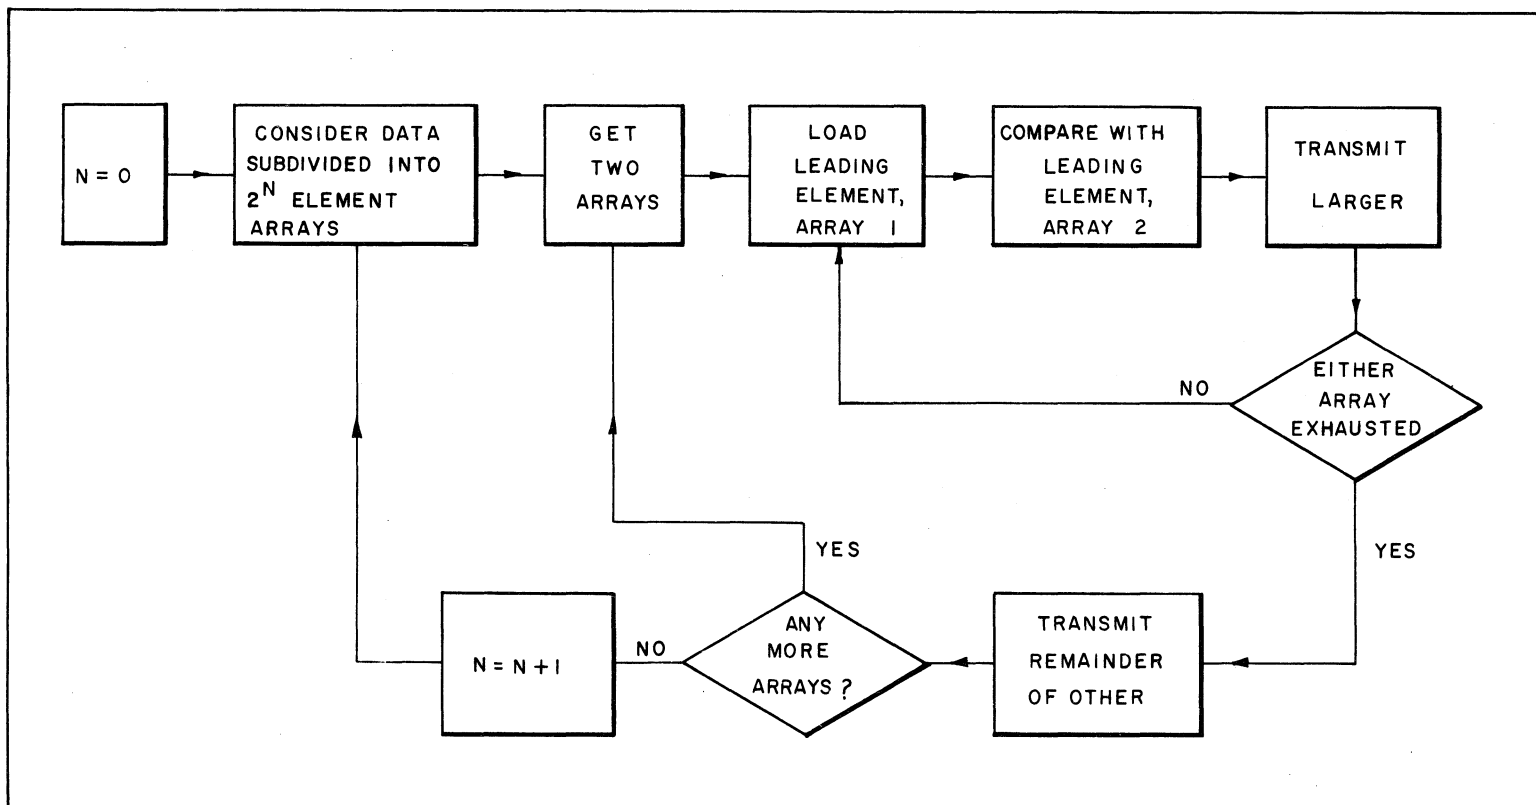 N = 0
CONSIDER DATA
SUBDIVIDED INTO
2^N ELEMENT
ARRAYS
GET
TWO
ARRAYS
LOAD
LEADING
ELEMENT,
ARRAY 1
COMPARE WITH
LEADING
ELEMENT,
ARRAY 2
TRANSMIT
LARGER
EITHER
ARRAY
EXHAUSTED
NO
YES
TRANSMIT
REMAINDER
OF OTHER
ANY
MORE
ARRAYS?
YES
NO
N = N + 1